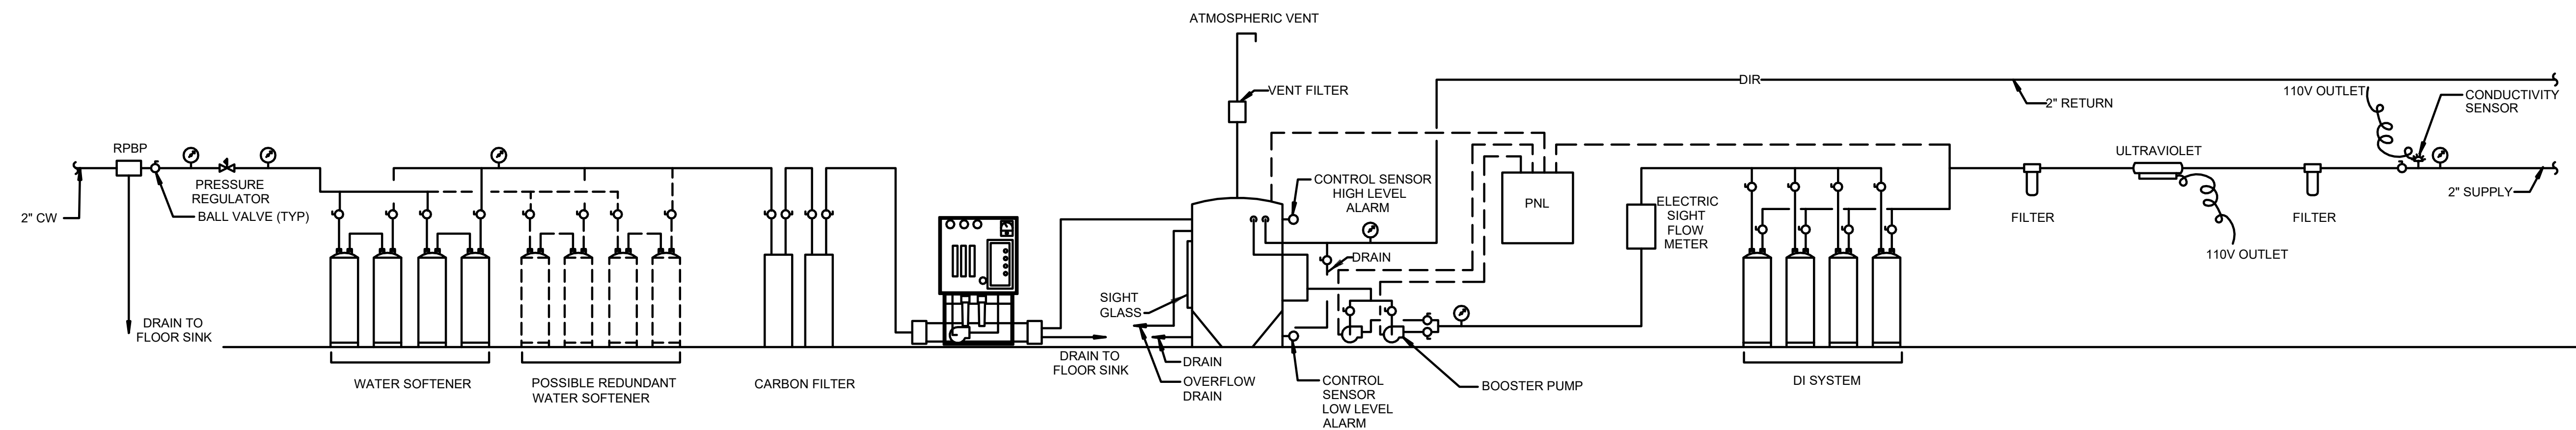 ATMOSPHERIC VENT
VENT FILTER
DIR
2" RETURN
110V OUTLET
CONDUCTIVITY
SENSOR
RPBP
PRESSURE
REGULATOR
BALL VALVE (TYP)
2" CW
DRAIN TO
FLOOR SINK
WATER SOFTENER
POSSIBLE REDUNDANT
WATER SOFTENER
CARBON FILTER
DRAIN TO
FLOOR SINK
SIGHT
GLASS
DRAIN
OVERFLOW
DRAIN
CONTROL SENSOR
HIGH LEVEL
ALARM
DRAIN
CONTROL
SENSOR
LOW LEVEL
ALARM
BOOSTER PUMP
PNL
ELECTRIC
SIGHT
FLOW
METER
DI SYSTEM
FILTER
ULTRAVIOLET
110V OUTLET
FILTER
2" SUPPLY